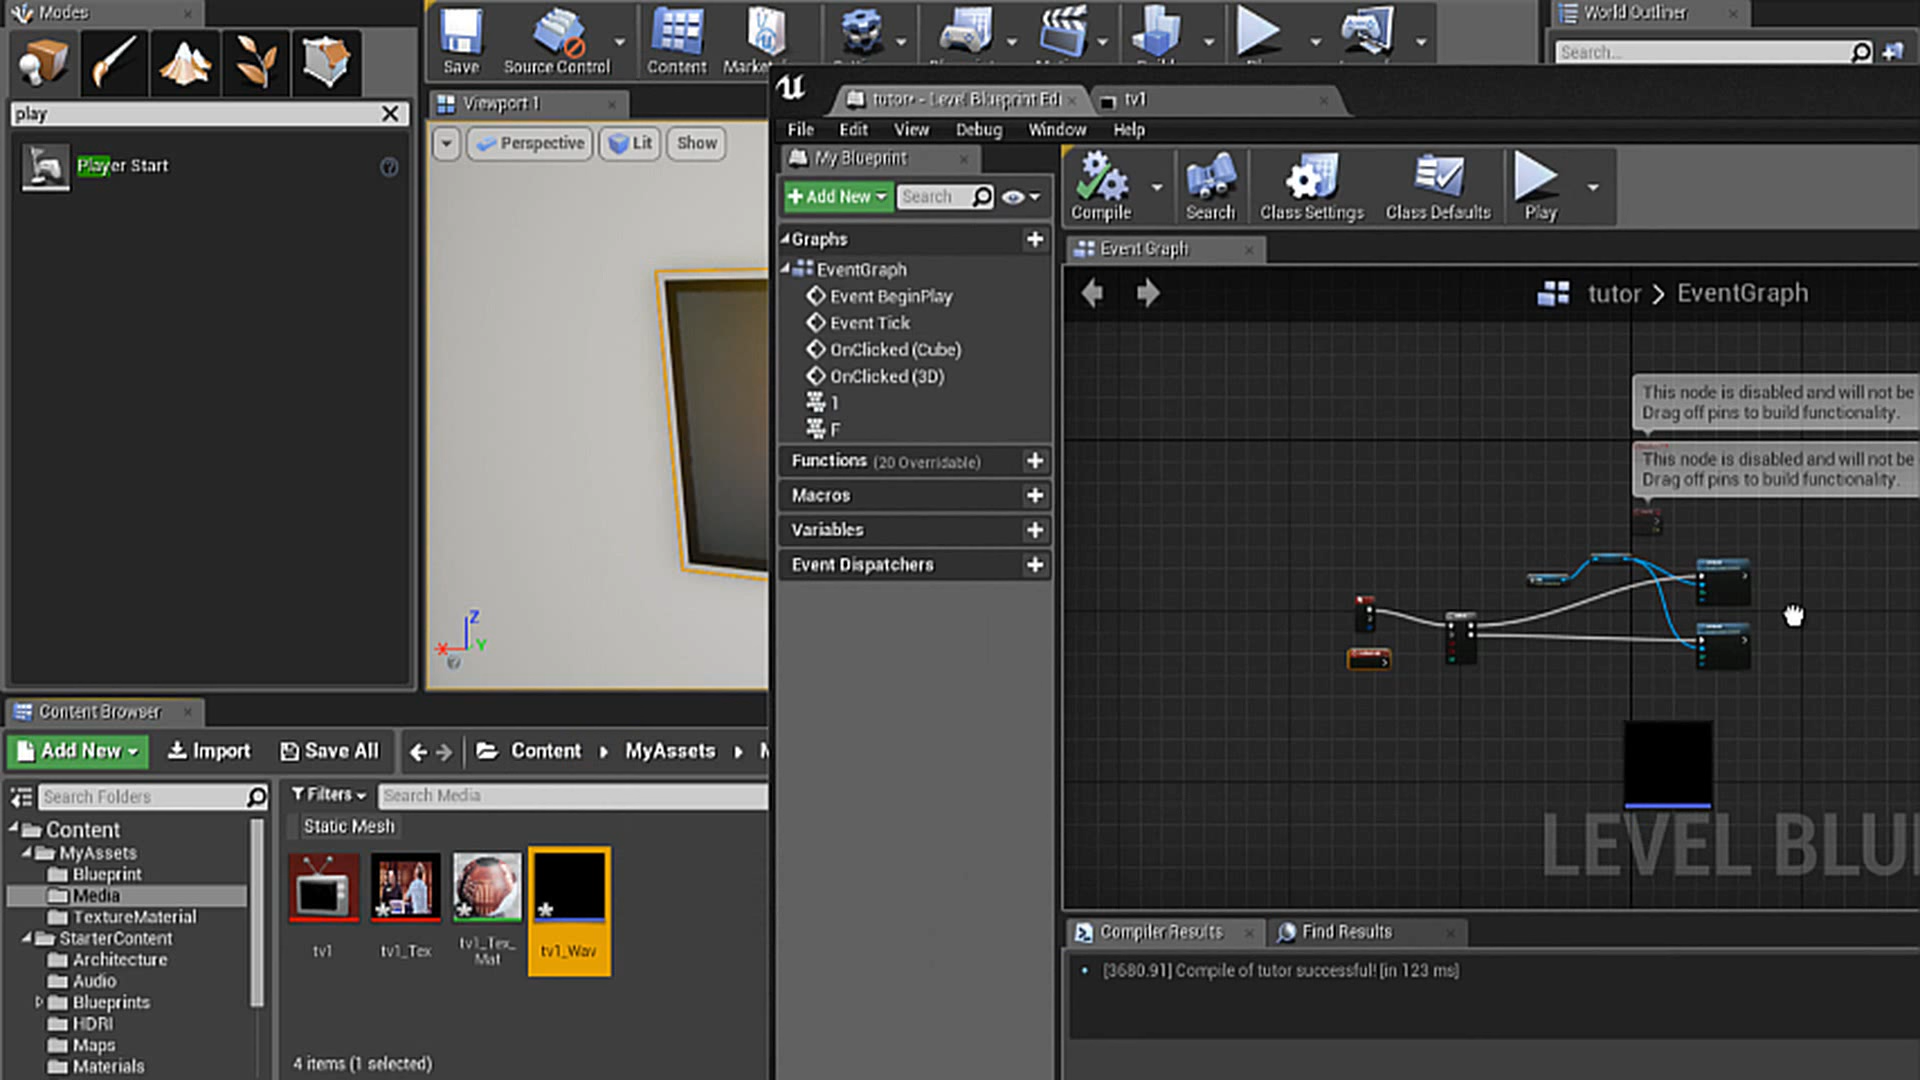 Modes
play
Player Start
Save
Source Control
Content
Viewport 1
Perspective
Lit
Show
World Outliner
Search...
tutor* - Level Blueprint Edi
tv1
File
Edit
View
Debug
Window
Help
My Blueprint
Add New
Search
Compile
Search
Class Settings
Class Defaults
Play
Graphs
EventGraph
Event BeginPlay
Event Tick
OnClicked (Cube)
OnClicked (3D)
1
F
Functions (20 Overridable)
Macros
Variables
Event Dispatchers
Event Graph
tutor > EventGraph
This node is disabled and will not be
Drag off pins to build functionality.
This node is disabled and will not be
Drag off pins to build functionality.
LEVEL BLU
Content Browser
Add New
Import
Save All
Content
MyAssets
M
Search Folders
Filters
Search Media
Static Mesh
Content
MyAssets
Blueprint
Media
TextureMaterial
StarterContent
Architecture
Audio
Blueprints
HDRI
Maps
Materials
tv1
tv1_Tex
tv1_Tex_
Mat
tv1_Wav
4 items (1 selected)
Compiler Results
Find Results
[3680.91] Compile of tutor successful! [in 123 ms]